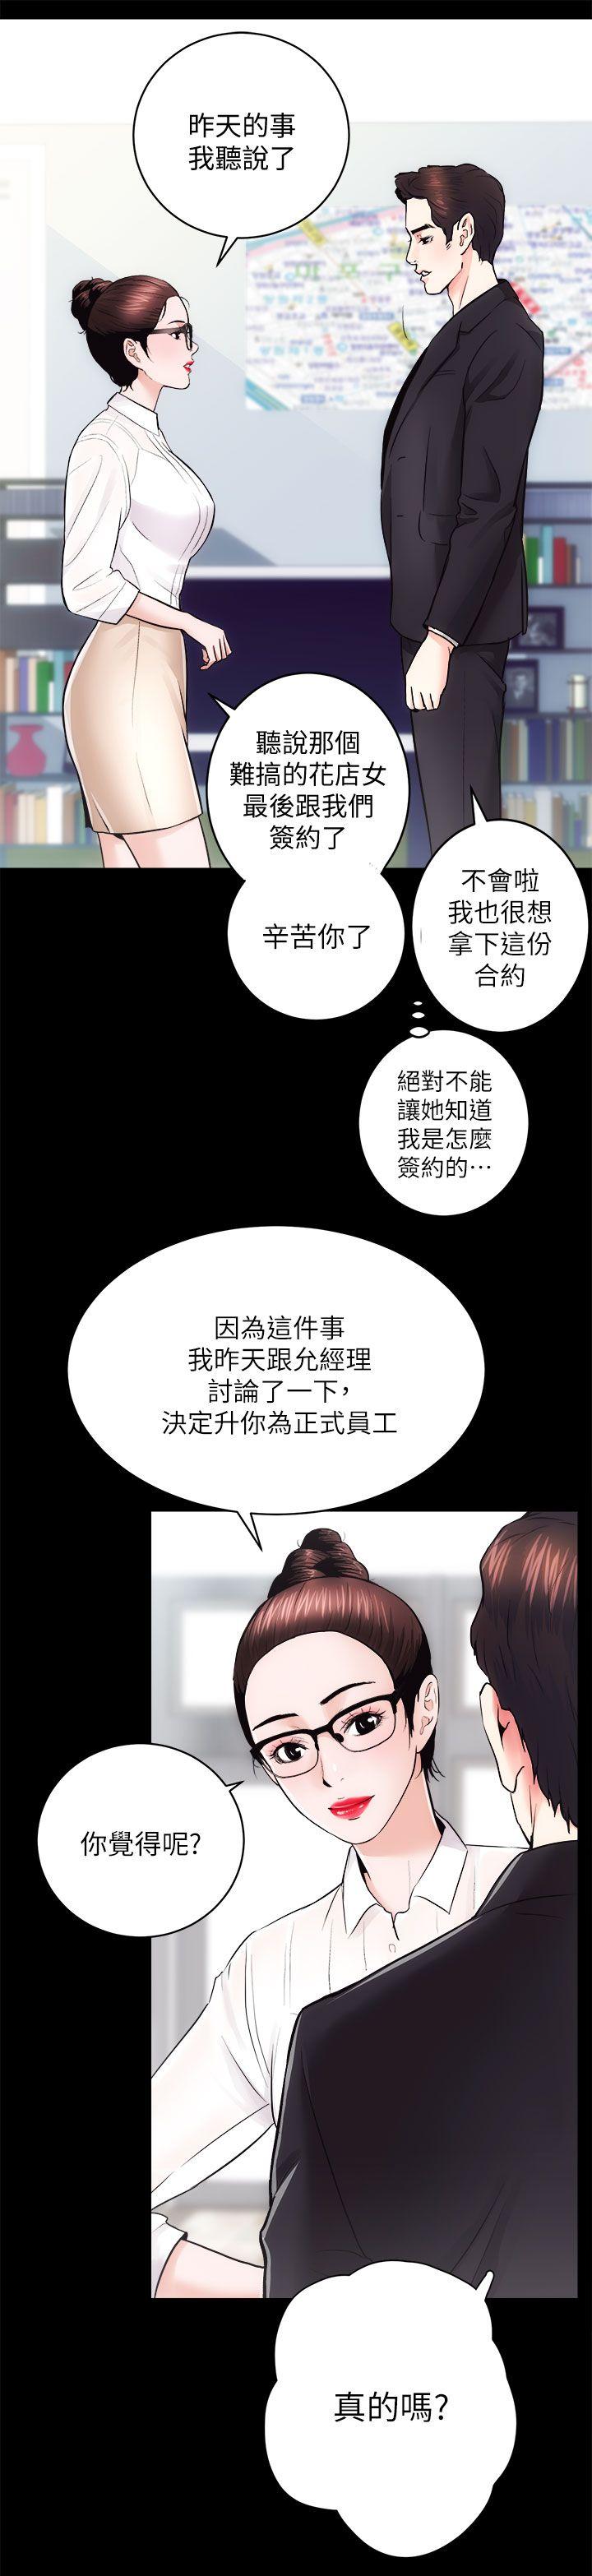 昨天的事
我聽說了
聽說那個
難搞的花店女
最後跟我們
簽約了
辛苦你了
不會啦
我也很想
拿下這份
合約
絕對不能
讓她知道
我是怎麼
簽約的…
因為這件事
我昨天跟允經理
討論了一下，
決定升你為正式員工
你覺得呢?
真的嗎?